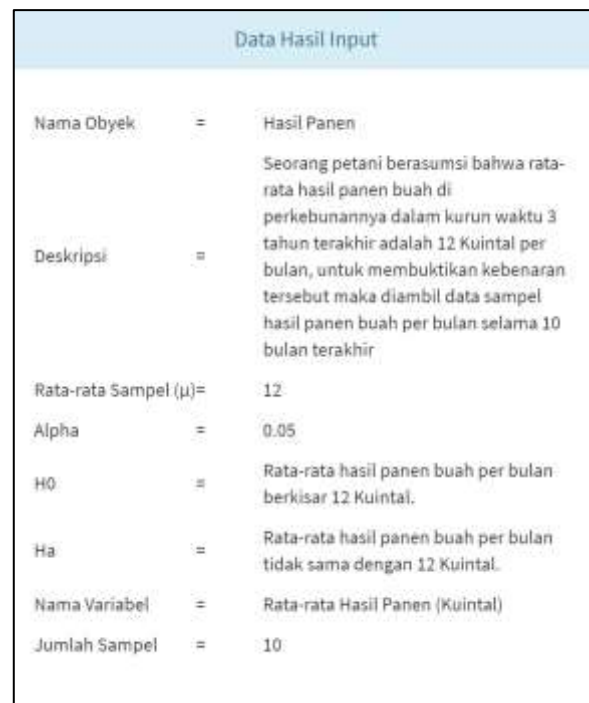 Data Hasil Input
Nama Obyek = Hasil Panen
Seorang petani berasumsi bahwa rata-
rata hasil panen buah di
perkebunannya dalam kurun waktu 3
tahun terakhir adalah 12 Kuintal per
Deskripsi =
bulan, untuk membuktikan kebenaran
tersebut maka diambil data sampel
hasil panen buah per bulan selama 10
bulan terakhir
Rata-rata Sampel (μ)= 12
Alpha = 0.05
H0 = Rata-rata hasil panen buah per bulan
berkisar 12 Kuintal.
Ha = Rata-rata hasil panen buah per bulan
tidak sama dengan 12 Kuintal.
Nama Variabel = Rata-rata Hasil Panen (Kuintal)
Jumlah Sampel = 10